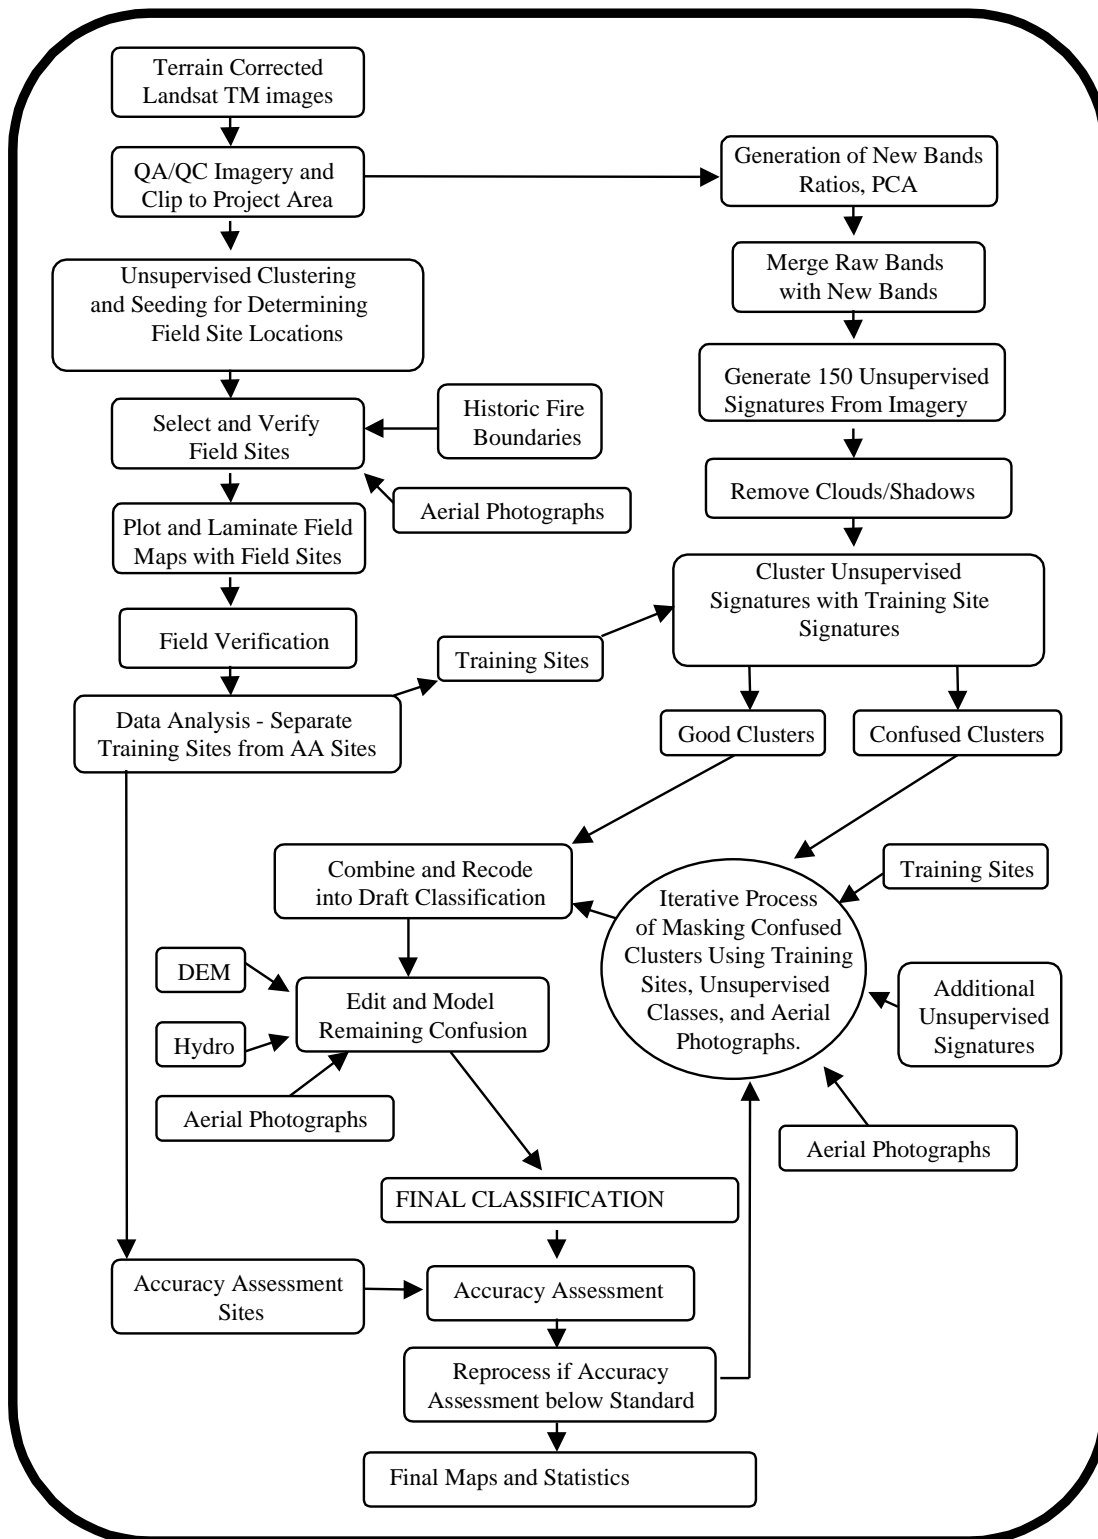 Terrain Corrected
Landsat TM images
QA/QC Imagery and
Clip to Project Area
Generation of New Bands
Ratios, PCA
Unsupervised Clustering
and Seeding for Determining
Field Site Locations
Merge Raw Bands
with New Bands
Generate 150 Unsupervised
Signatures From Imagery
Select and Verify
Field Sites
Historic Fire
Boundaries
Aerial Photographs
Remove Clouds/Shadows
Plot and Laminate Field
Maps with Field Sites
Cluster Unsupervised
Signatures with Training Site
Signatures
Field Verification
Training Sites
Data Analysis - Separate
Training Sites from AA Sites
Good Clusters
Confused Clusters
Combine and Recode
into Draft Classification
Training Sites
Iterative Process
of Masking Confused
Clusters Using Training
Sites, Unsupervised
Classes, and Aerial
Photographs.
DEM
Edit and Model
Remaining Confusion
Hydro
Additional
Unsupervised
Signatures
Aerial Photographs
Aerial Photographs
FINAL CLASSIFICATION
Accuracy Assessment
Sites
Accuracy Assessment
Reprocess if Accuracy
Assessment below Standard
Final Maps and Statistics